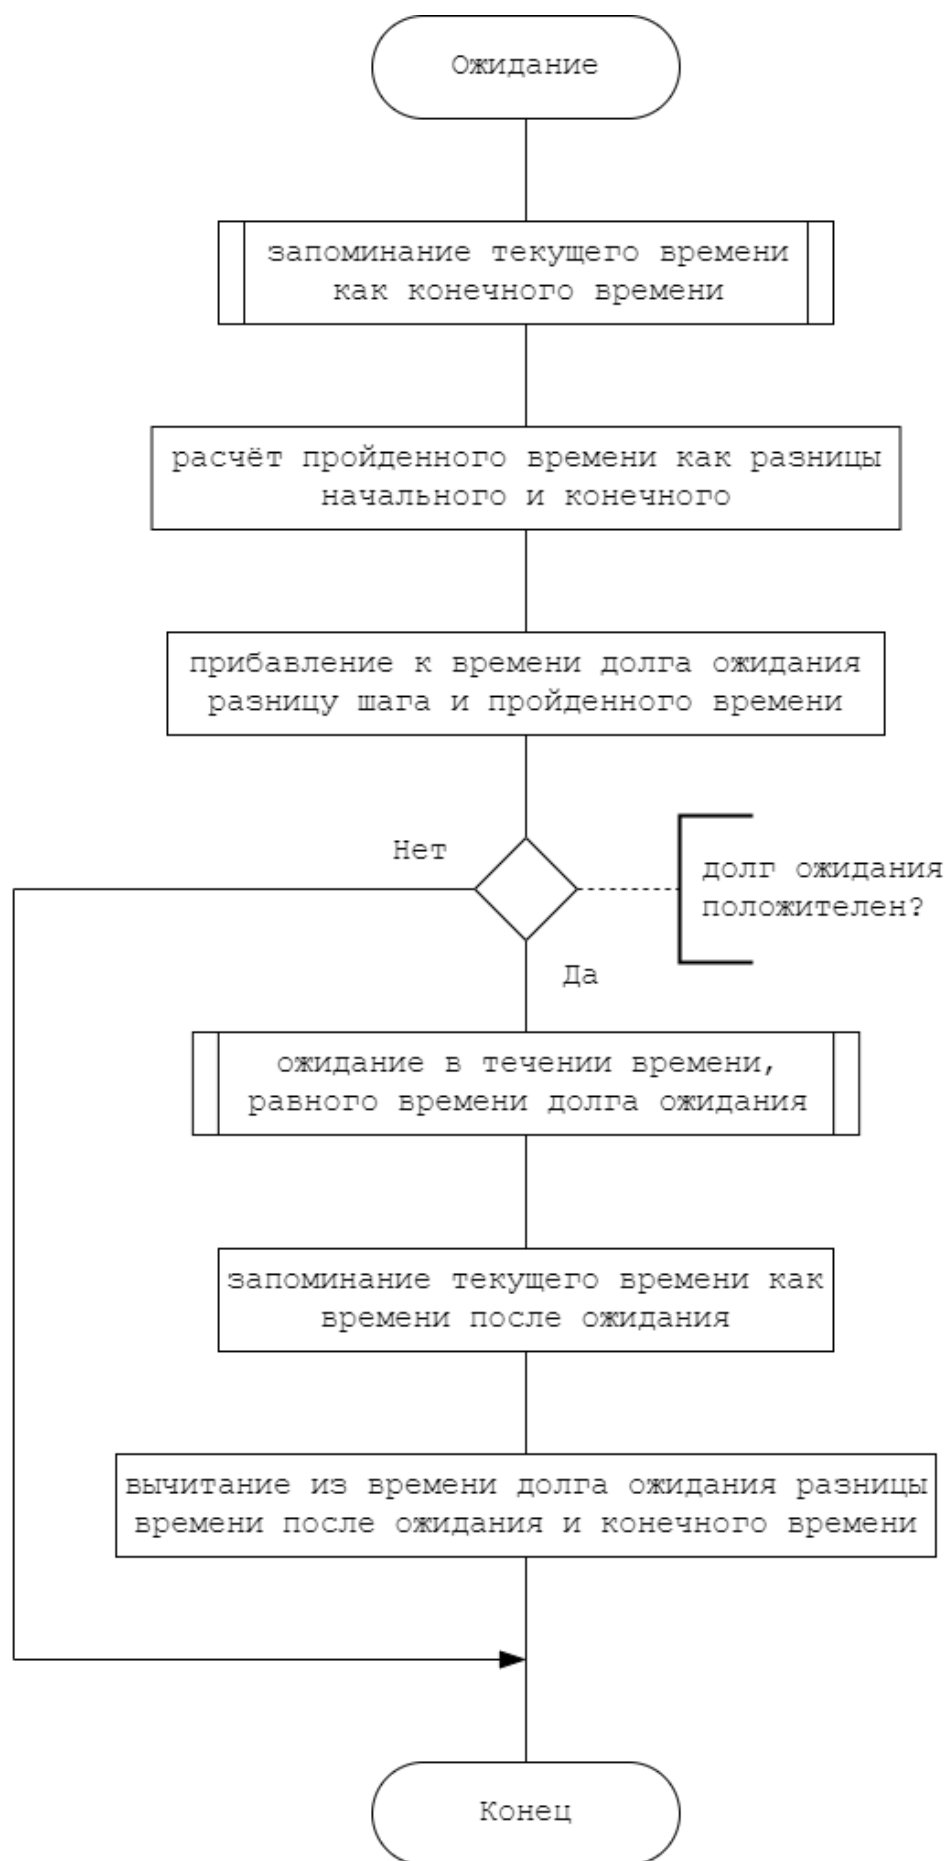 Ожидание
запоминание текущего времени
как конечного времени
расчёт пройденного времени как разницы
начального и конечного
прибавление к времени долга ожидания
разницу шага и пройденного времени
Нет
долг ожидания
положителен?
Да
ожидание в течении времени,
равного времени долга ожидания
запоминание текущего времени как
времени после ожидания
вычитание из времени долга ожидания разницы
времени после ожидания и конечного времени
Конец